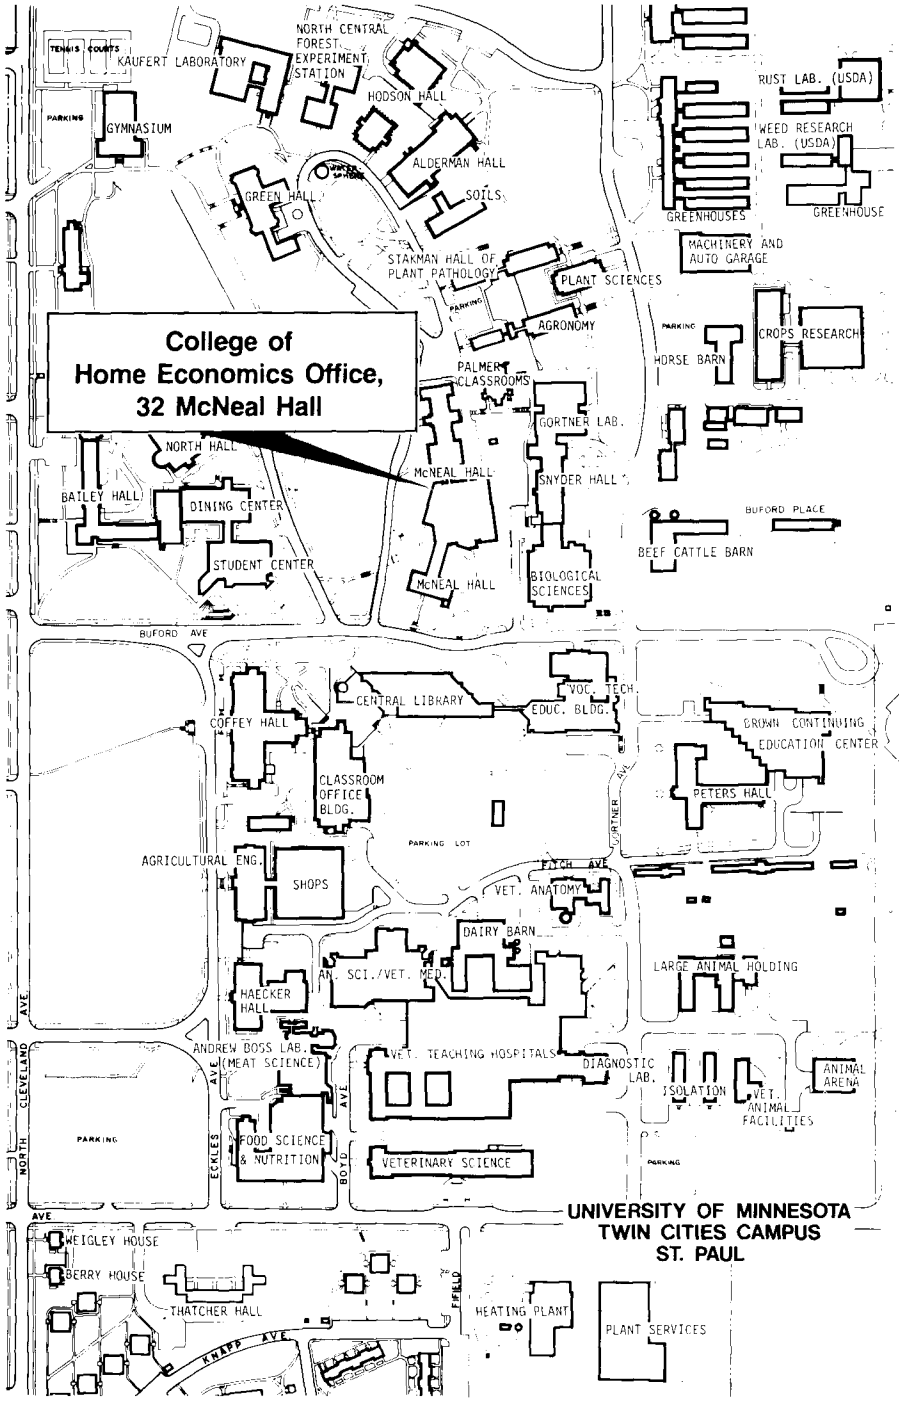 NORTH CENTRAL
FOREST
EXPERIMENT
STATION
TENNIS COURTS
KAUFERT LABORATORY
HODSON HALL
RUST LAB. (USDA)
PARKING
GYMNASIUM
WEED RESEARCH
LAB. (USDA)
ALDERMAN HALL
GREEN HALL
SOILS
GREENHOUSES
GREENHOUSE
MACHINERY AND
AUTO GARAGE
STAKMAN HALL OF
PLANT PATHOLOGY
PLANT SCIENCES
PARKING
AGRONOMY
PARKING
CROPS RESEARCH
HORSE BARN
College of
Home Economics Office,
32 McNeal Hall
PALMER
CLASSROOMS
GORTNER LAB.
NORTH HALL
McNEAL HALL
SNYDER HALL
BAILEY HALL
DINING CENTER
BUFORD PLACE
BEEF CATTLE BARN
STUDENT CENTER
McNEAL HALL
BIOLOGICAL
SCIENCES
BUFORD AVE
CENTRAL LIBRARY
VOC. TECH.
EDUC. BLDG.
COFFEY HALL
BROWN CONTINUING
EDUCATION CENTER
CLASSROOM
OFFICE
BLDG.
PETERS HALL
GORTNER AVE
PARKING LOT
AGRICULTURAL ENG.
SHOPS
FITCH AVE
VET. ANATOMY
DAIRY BARN
AN. SCI./VET. MED.
LARGE ANIMAL HOLDING
HAECKER
HALL
ANDREW BOSS LAB.
(MEAT SCIENCE)
VET. TEACHING HOSPITALS
DIAGNOSTIC
LAB.
ISOLATION
VET.
ANIMAL
FACILITIES
ANIMAL
ARENA
NORTH CLEVELAND AVE.
PARKING
ECKLES AVE
BOYD AVE
FOOD SCIENCE
& NUTRITION
VETERINARY SCIENCE
PARKING
UNIVERSITY OF MINNESOTA
TWIN CITIES CAMPUS
ST. PAUL
AVE
WEIGLEY HOUSE
BERRY HOUSE
THATCHER HALL
FIFIELD
HEATING PLANT
PLANT SERVICES
KNAPP AVE